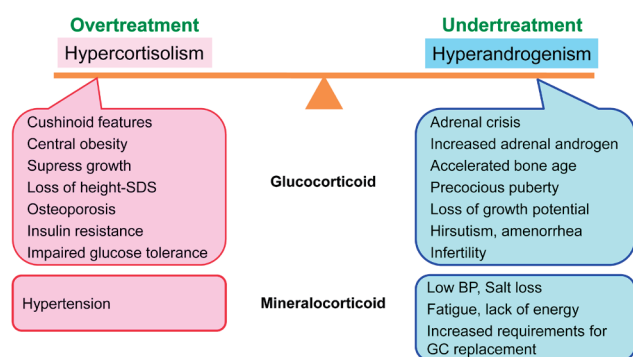 Overtreatment
Undertreatment
Hypercortisolism
Hyperandrogenism
Cushinoid features
Central obesity
Supress growth
Loss of height-SDS
Osteoporosis
Insulin resistance
Impaired glucose tolerance
Glucocorticoid
Adrenal crisis
Increased adrenal androgen
Accelerated bone age
Precocious puberty
Loss of growth potential
Hirsutism, amenorrhea
Infertility
Hypertension
Mineralocorticoid
Low BP, Salt loss
Fatigue, lack of energy
Increased requirements for
GC replacement